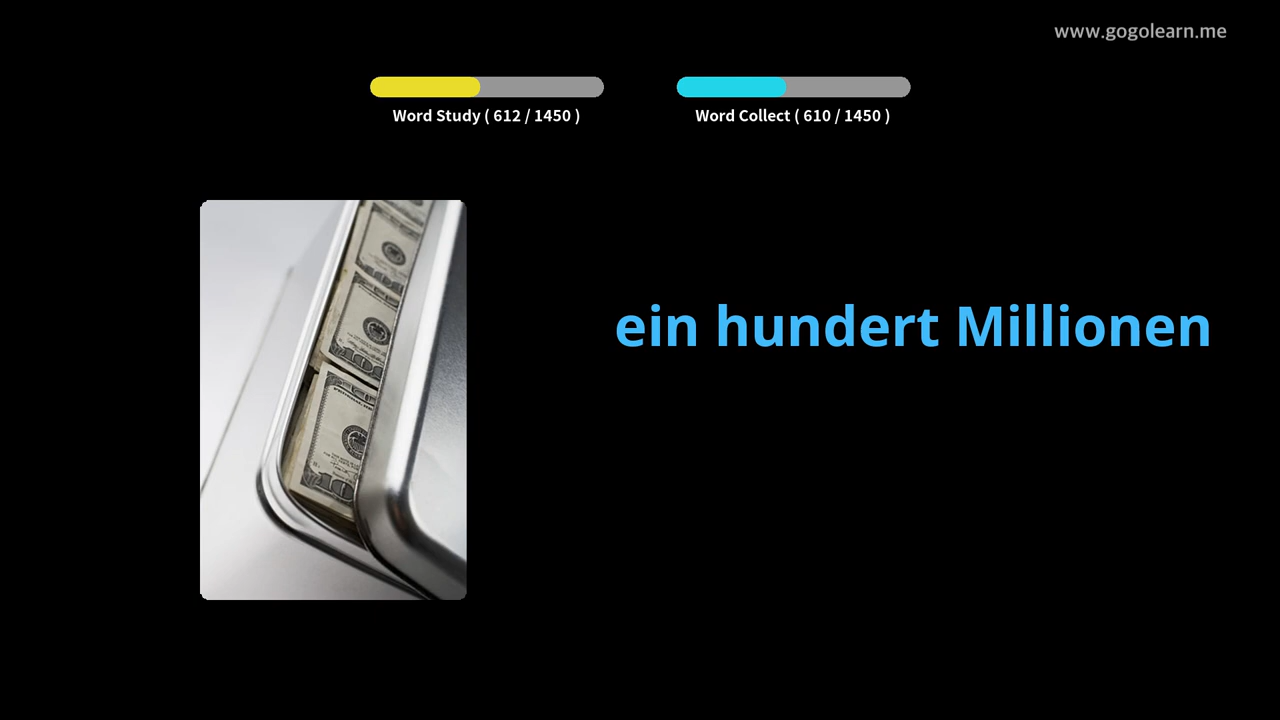 www.gogolearn.me
Word Study ( 612 / 1450 )
Word Collect ( 610 / 1450 )
ein hundert Millionen